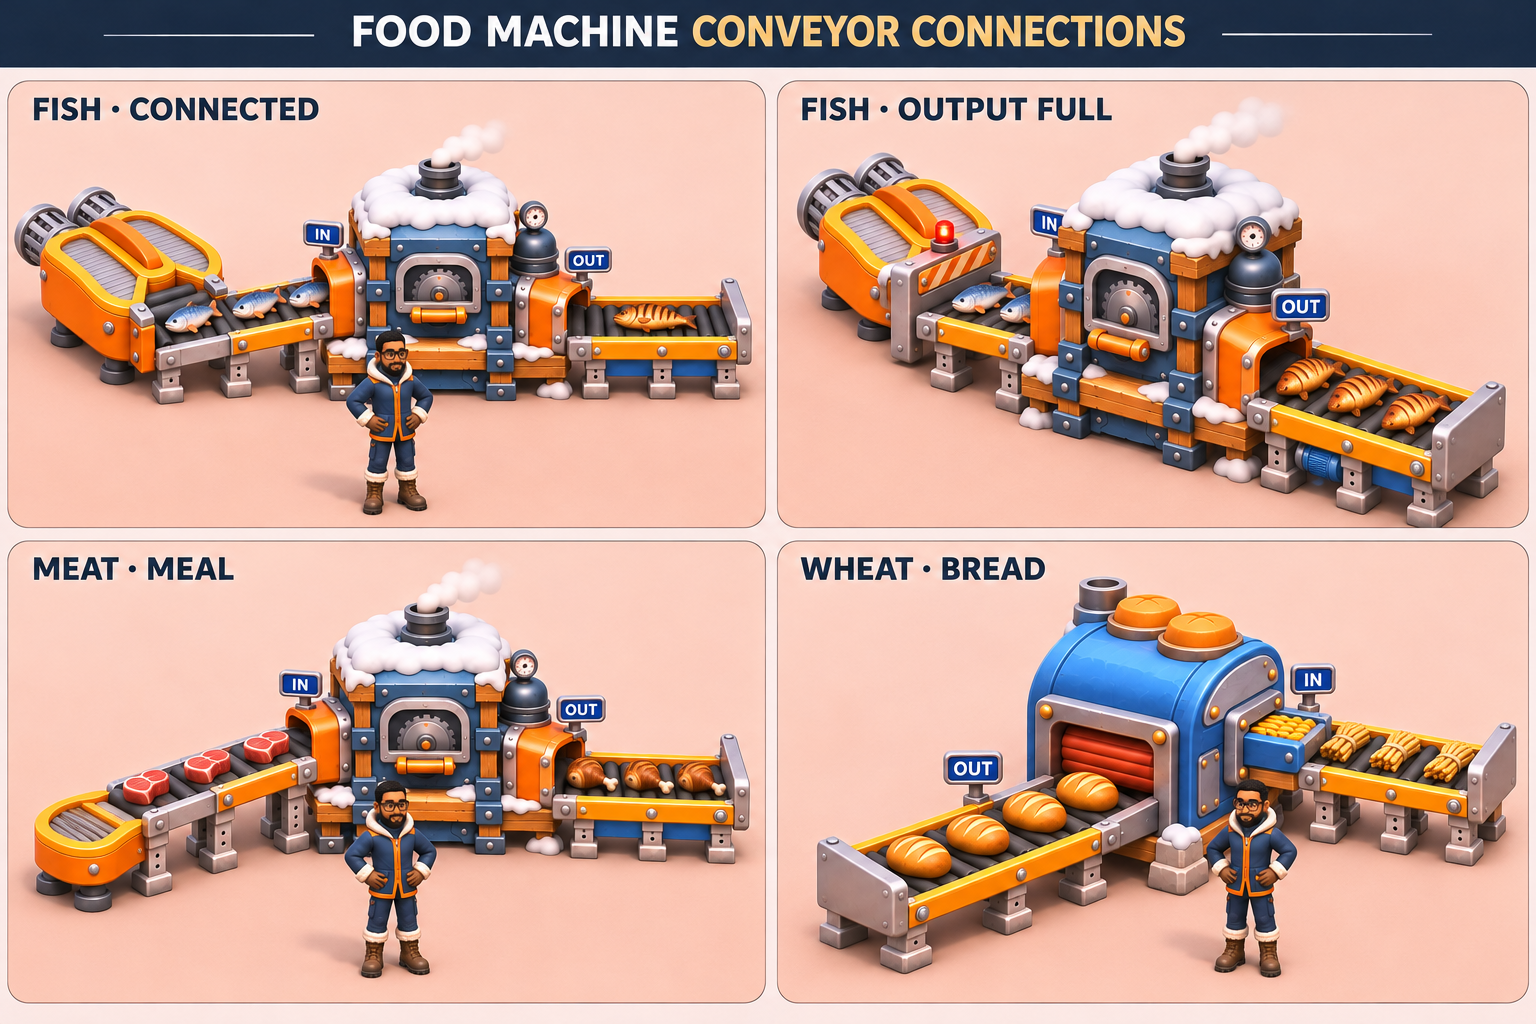 FOOD MACHINE CONVEYOR CONNECTIONS
FISH · CONNECTED
IN
OUT
FISH · OUTPUT FULL
IN
OUT
MEAT · MEAL
IN
OUT
WHEAT · BREAD
IN
OUT